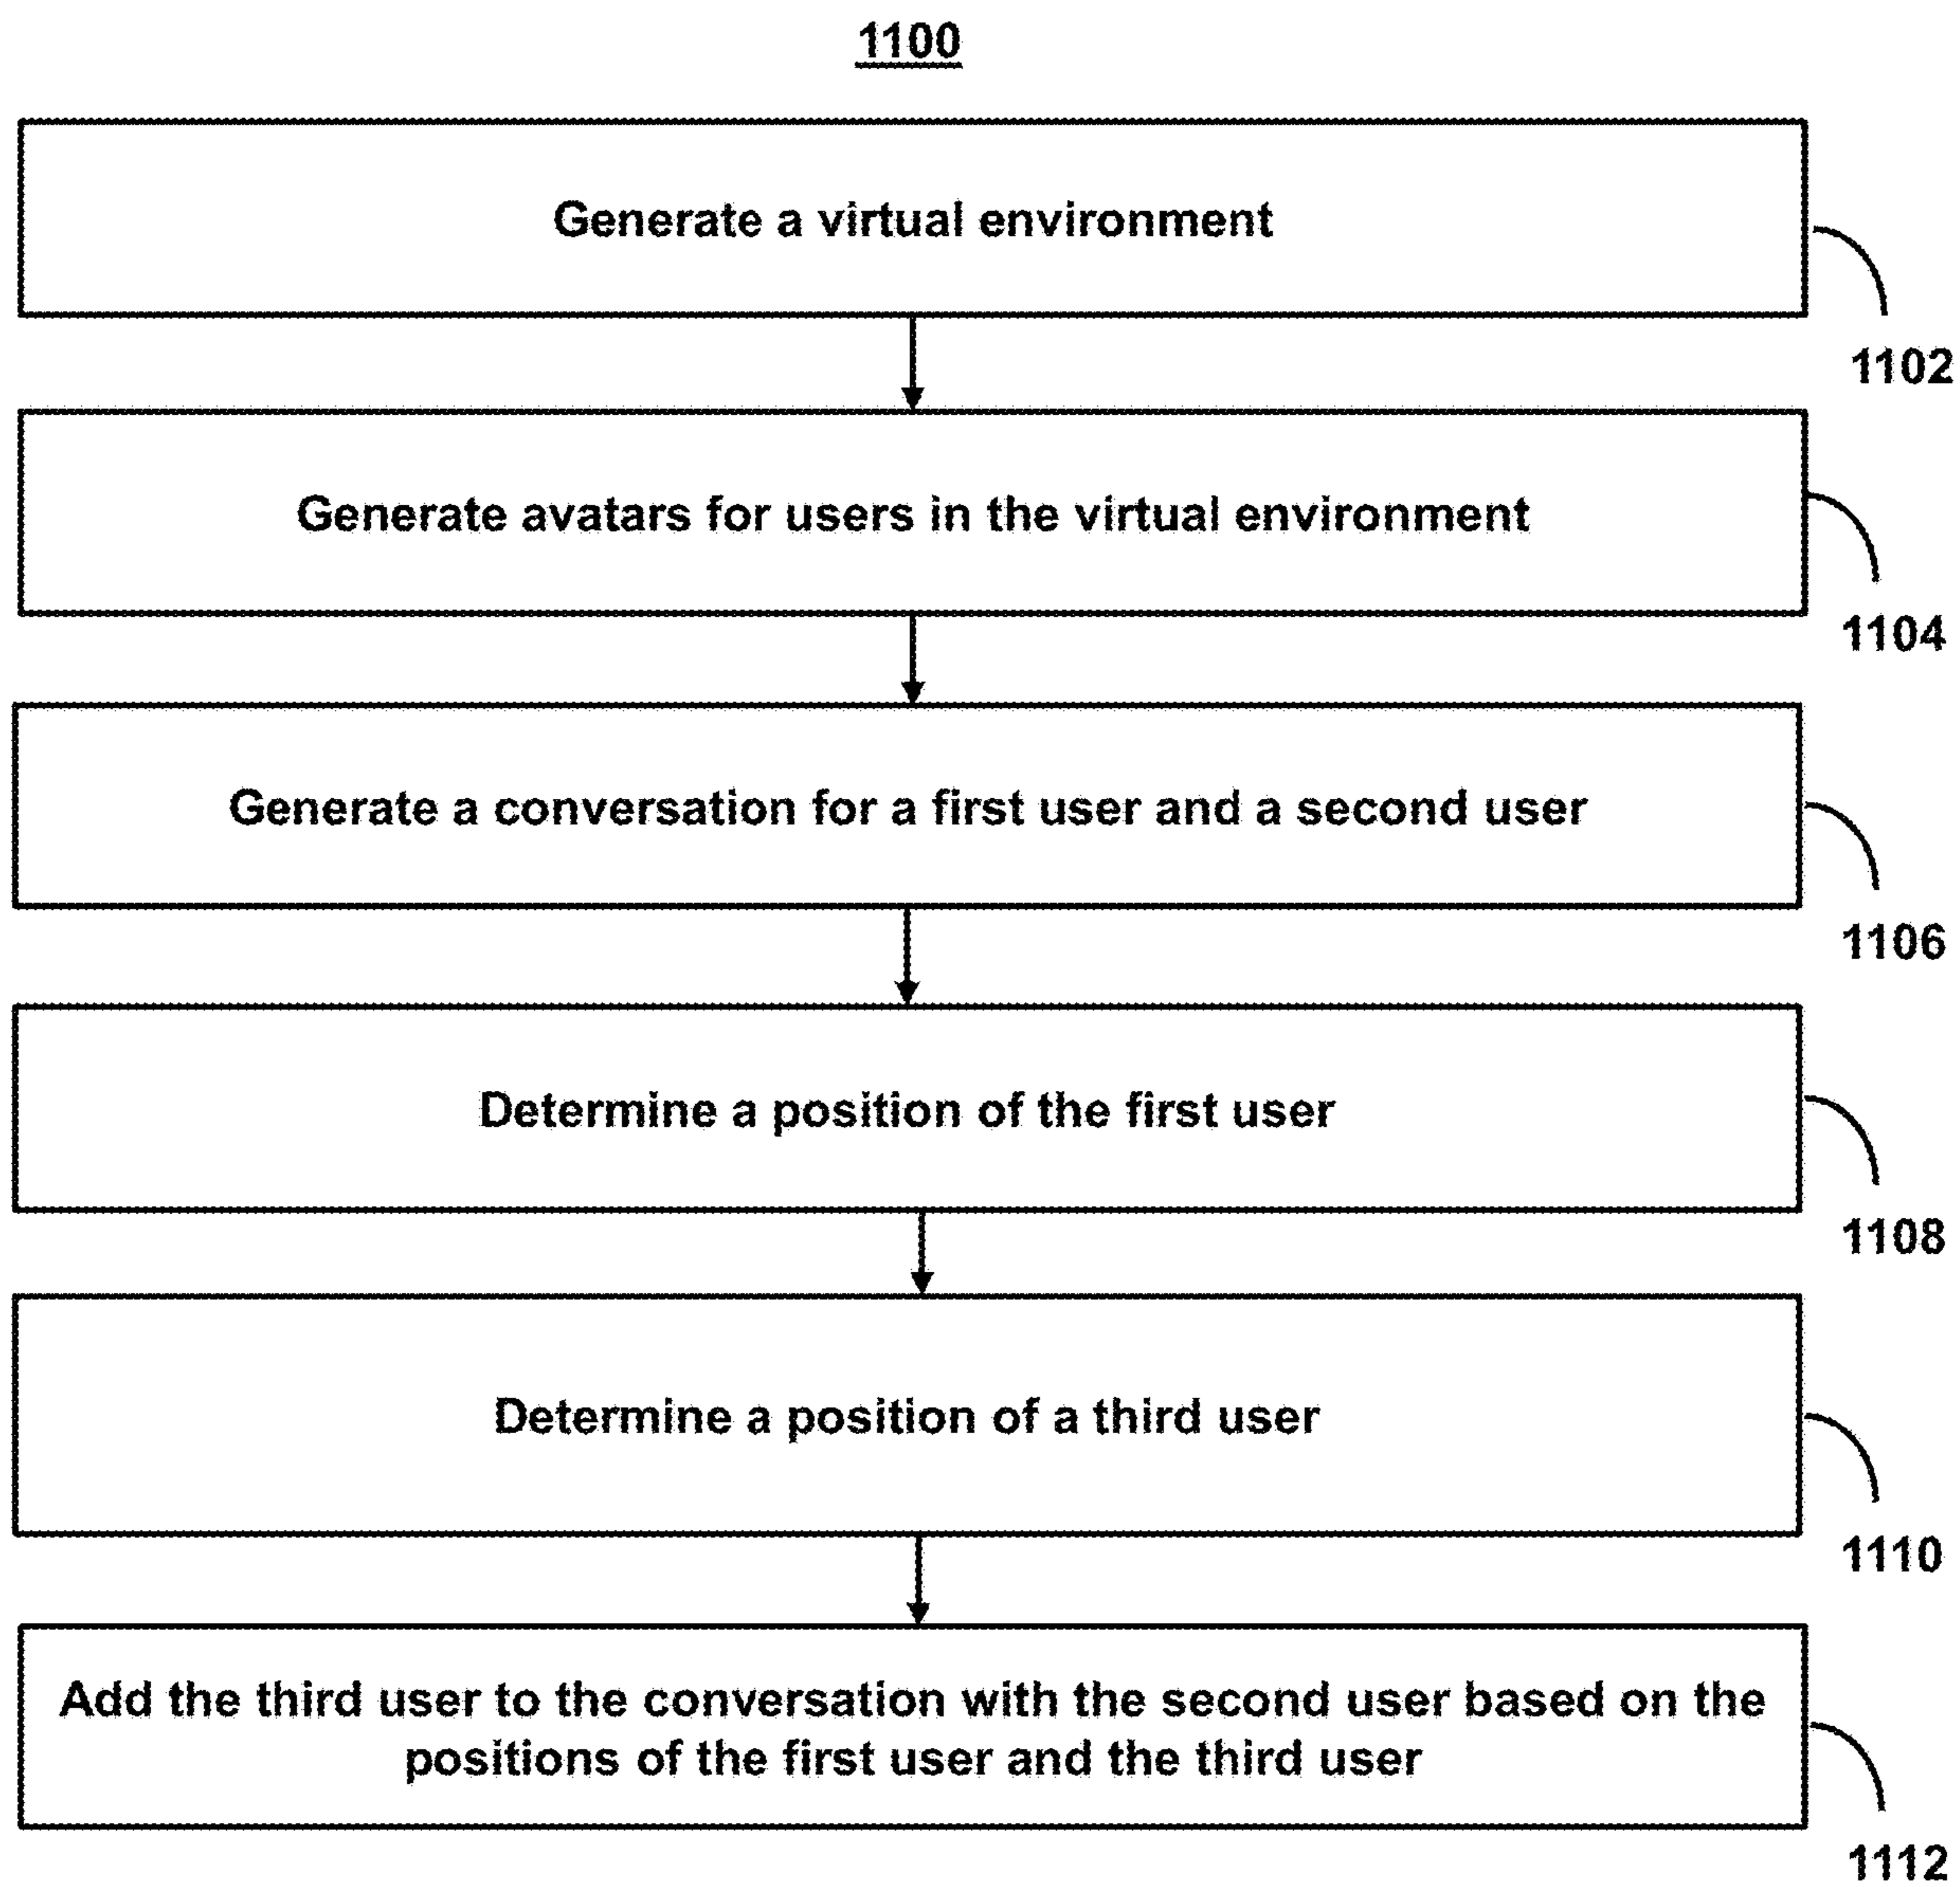 1100
Generate a virtual environment
1102
Generate avatars for users in the virtual environment
1104
Generate a conversation for a first user and a second user
1106
Determine a position of the first user
1108
Determine a position of a third user
1110
Add the third user to the conversation with the second user based on the
positions of the first user and the third user
1112